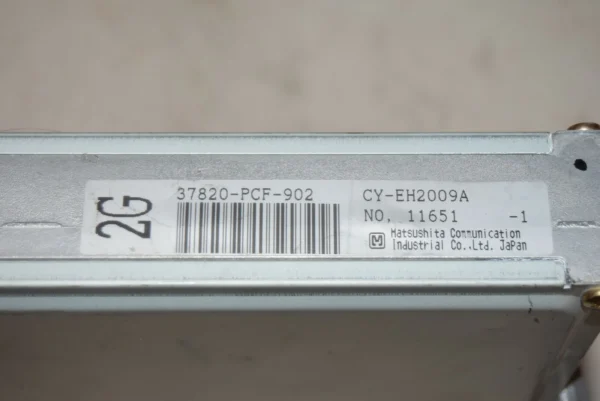 2G
37820-PCF-902
CY-EH2009A
NO. 11651 -1
M Matsushita Communication
Industrial Co.,Ltd. JaPan